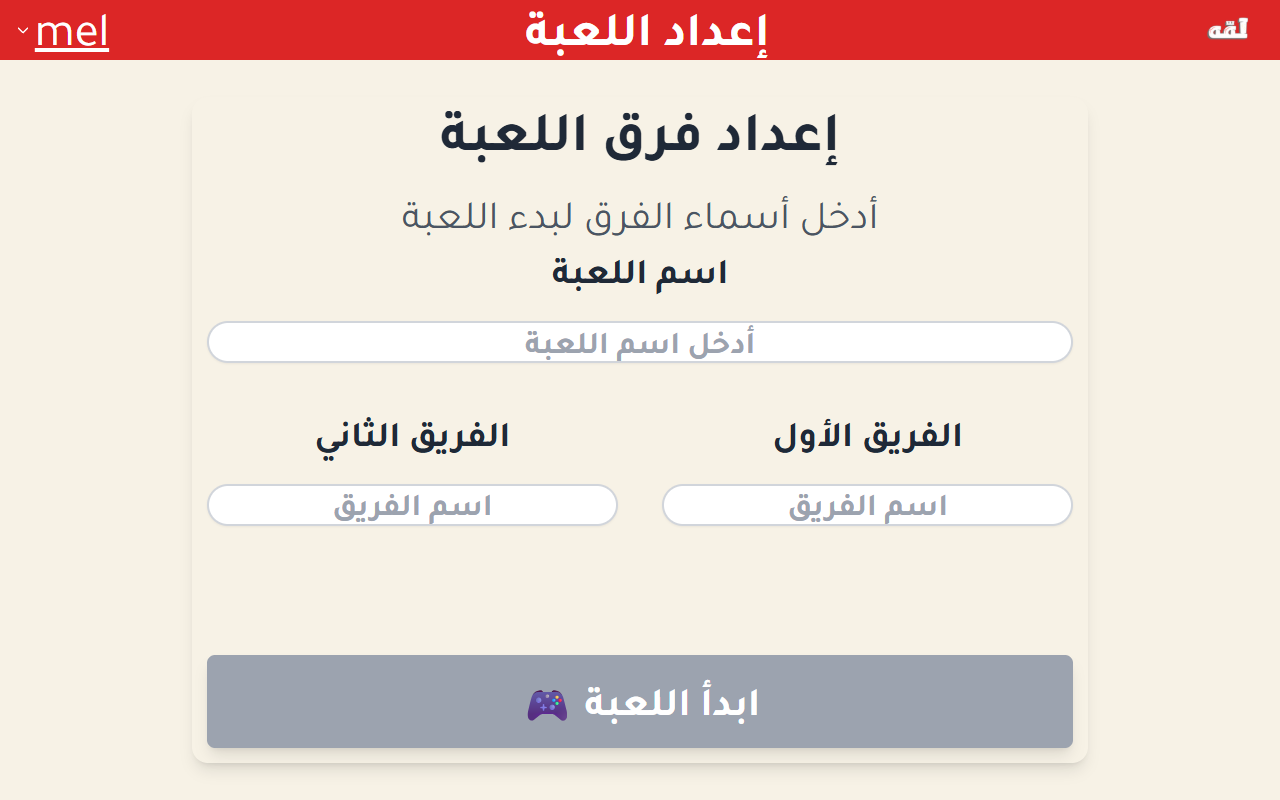 لقه
إعداد اللعبة
mel
إعداد فرق اللعبة
أدخل أسماء الفرق لبدء اللعبة
اسم اللعبة
أدخل اسم اللعبة
الفريق الأول
الفريق الثاني
اسم الفريق
اسم الفريق
ابدأ اللعبة 🎮